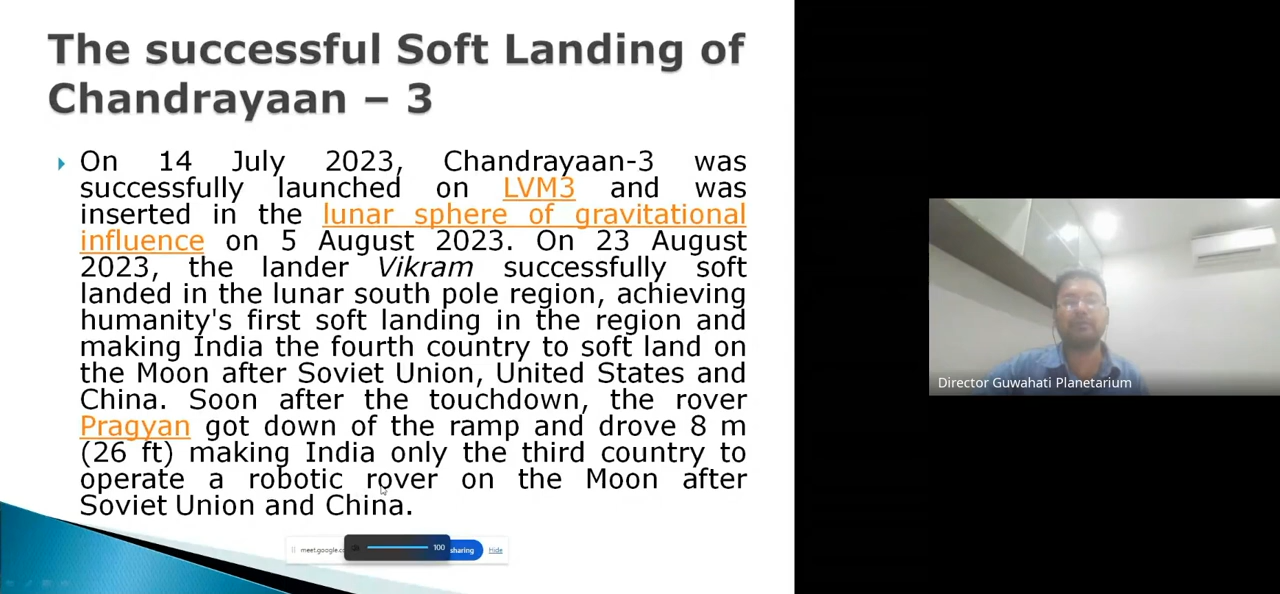 The successful Soft Landing of
Chandrayaan – 3
On 14 July 2023, Chandrayaan-3 was
successfully launched on LVM3 and was
inserted in the lunar sphere of gravitational
influence on 5 August 2023. On 23 August
2023, the lander Vikram successfully soft
landed in the lunar south pole region, achieving
humanity's first soft landing in the region and
making India the fourth country to soft land on
the Moon after Soviet Union, United States and
China. Soon after the touchdown, the rover
Pragyan got down of the ramp and drove 8 m
(26 ft) making India only the third country to
operate a robotic rover on the Moon after
Soviet Union and China.
meet.google.co 100 sharing Hide
Director Guwahati Planetarium